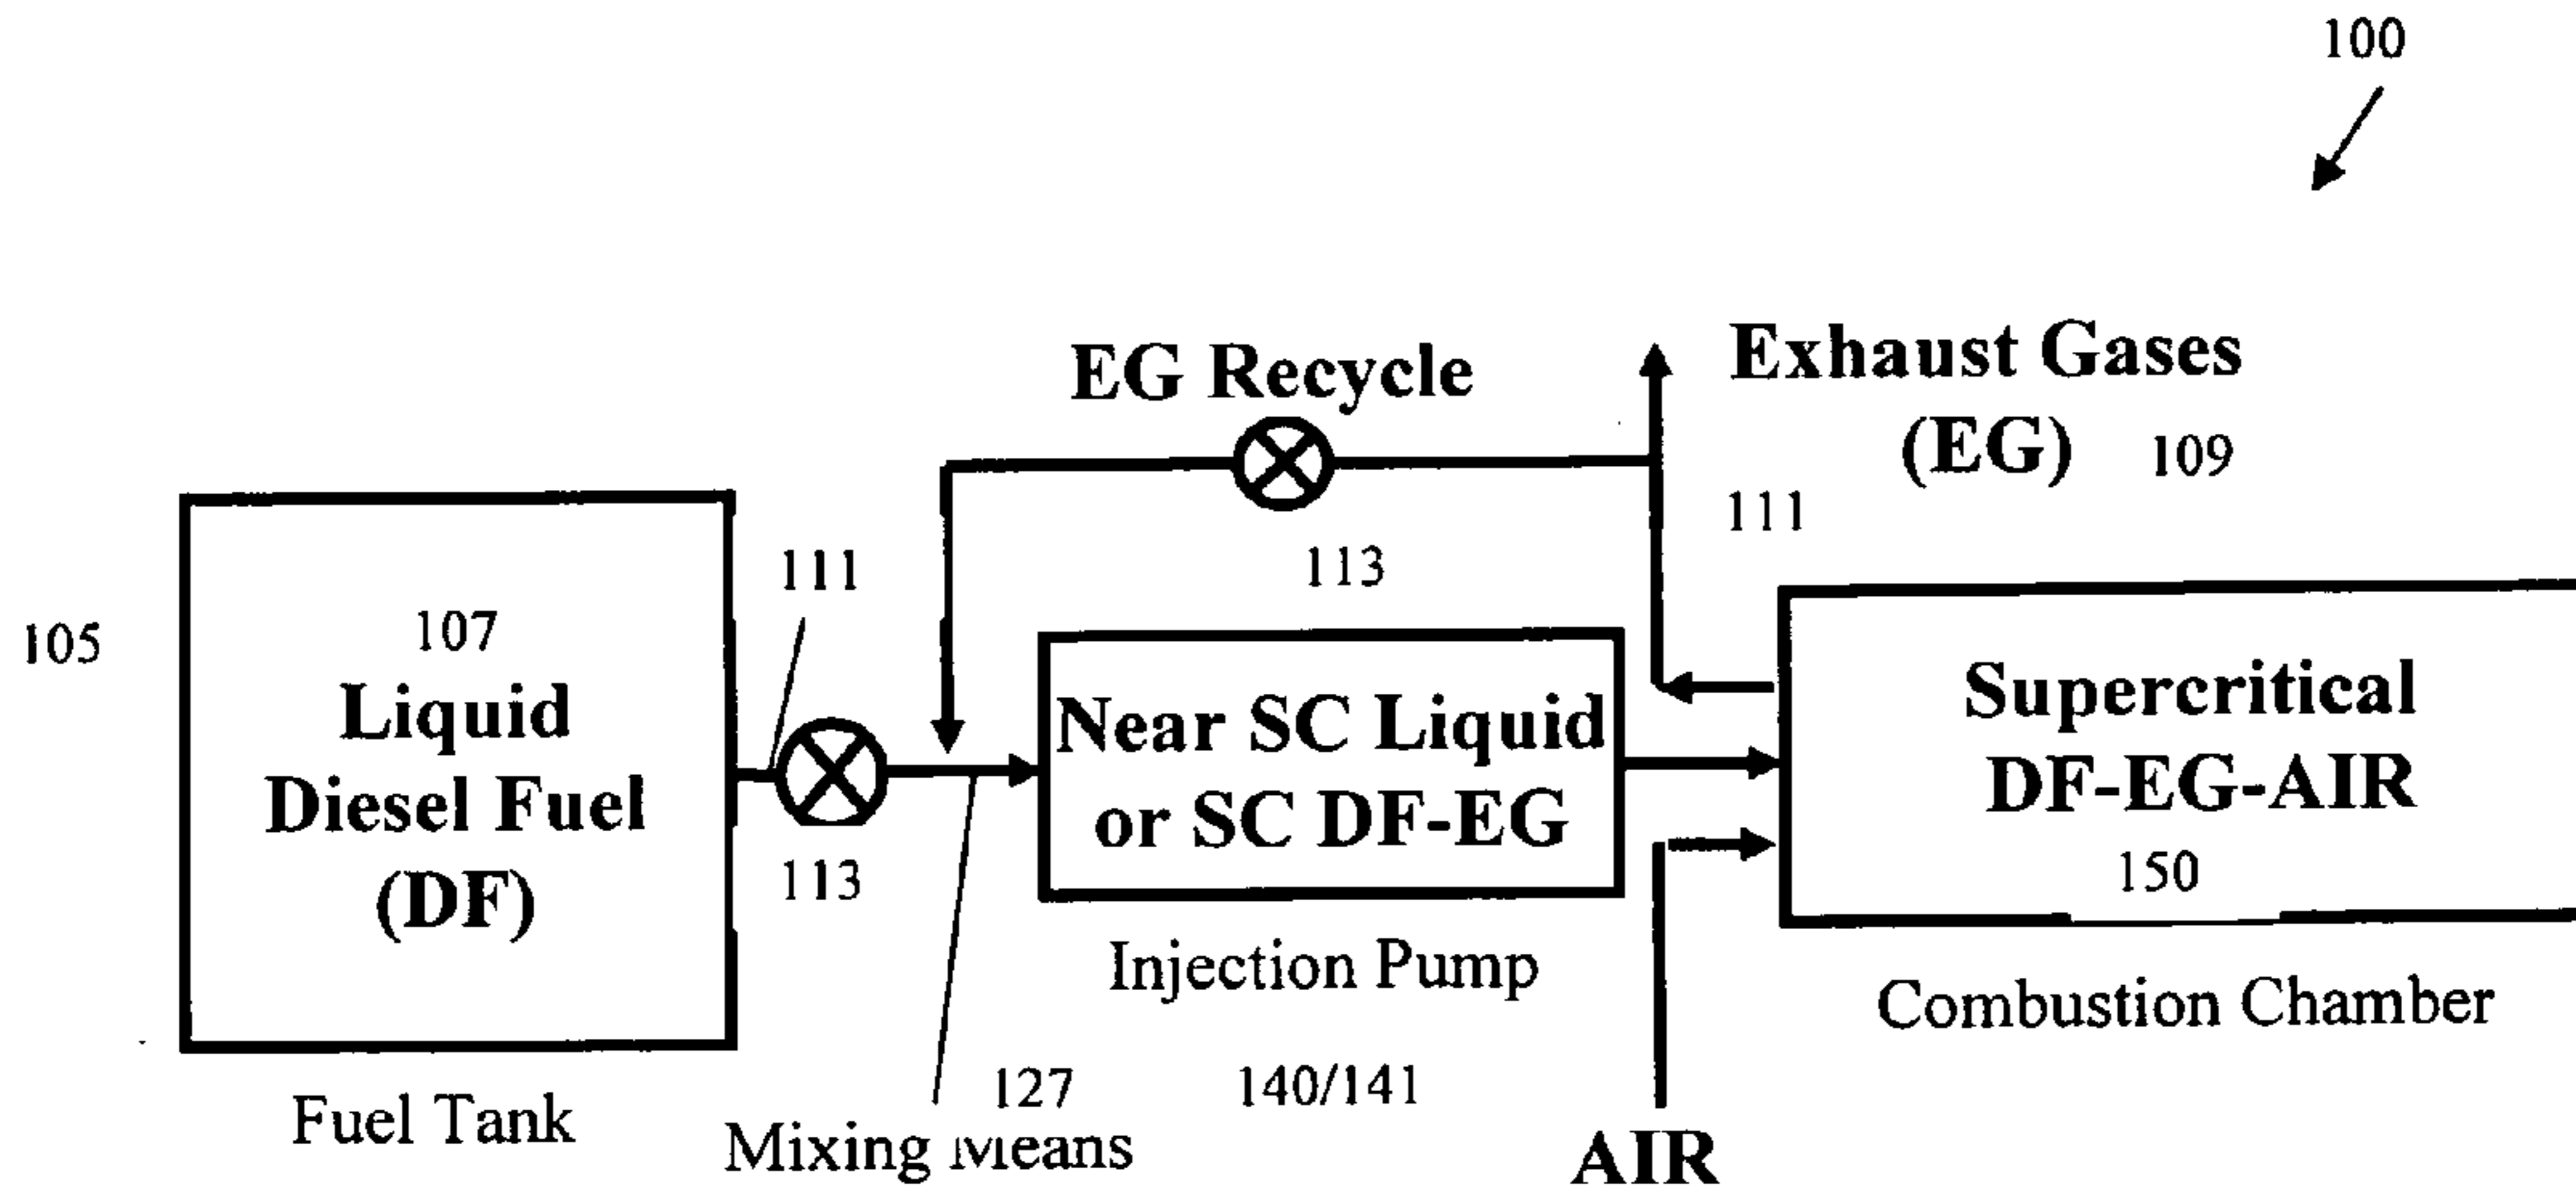 100
EG Recycle
113
Exhaust Gases
(EG) 109
111
105
107
Liquid
Diesel Fuel
(DF)
Fuel Tank
111
113
127
Mixing Means
Near SC Liquid
or SC DF-EG
Injection Pump
140/141
AIR
Supercritical
DF-EG-AIR
150
Combustion Chamber